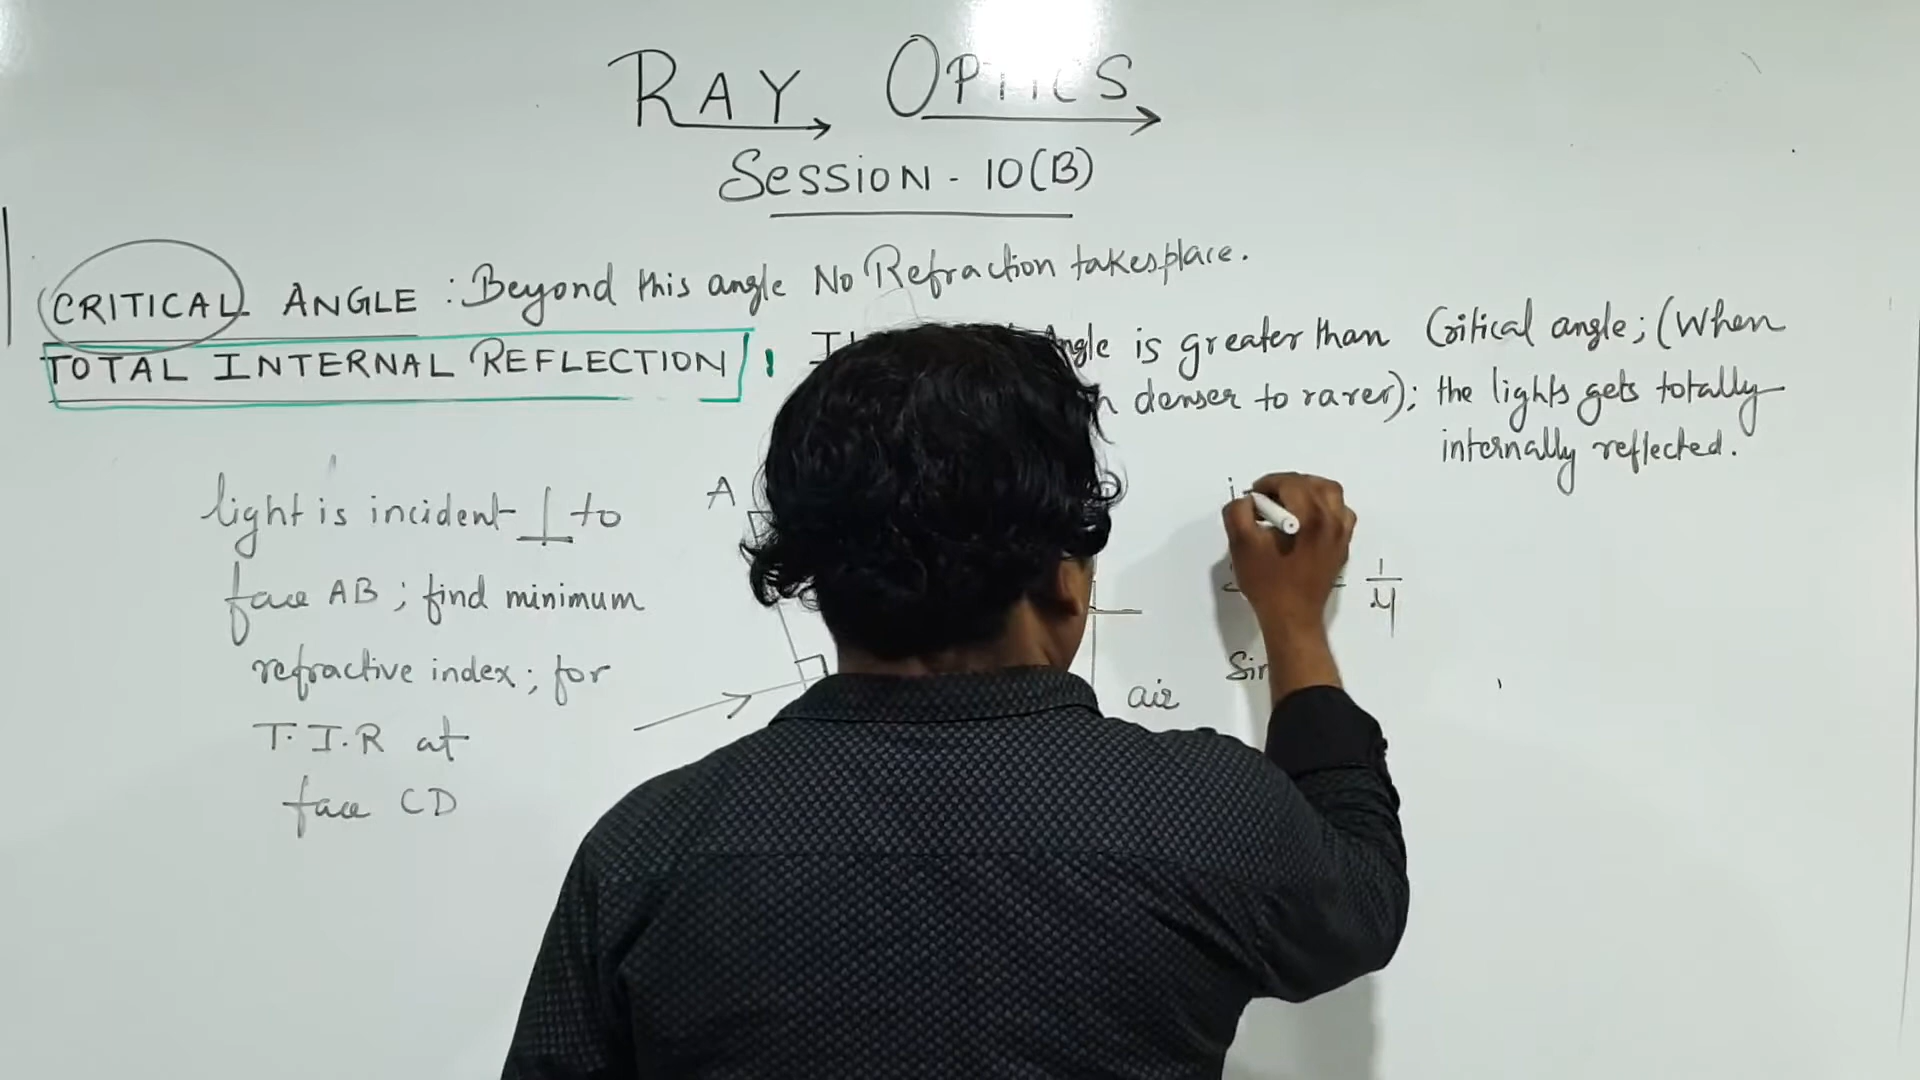 RAY OPTICS
SESSION - 10(B)
CRITICAL ANGLE : Beyond this angle No Refraction takesplace.
TOTAL INTERNAL REFLECTION : angle is greater than Critical angle; (When
denser to rarer); the lights gets totally
internally reflected.
light is incident ⊥ to
face AB ; find minimum
refractive index ; for
T.I.R at
face CD
A
air
= 1/μ
Sin